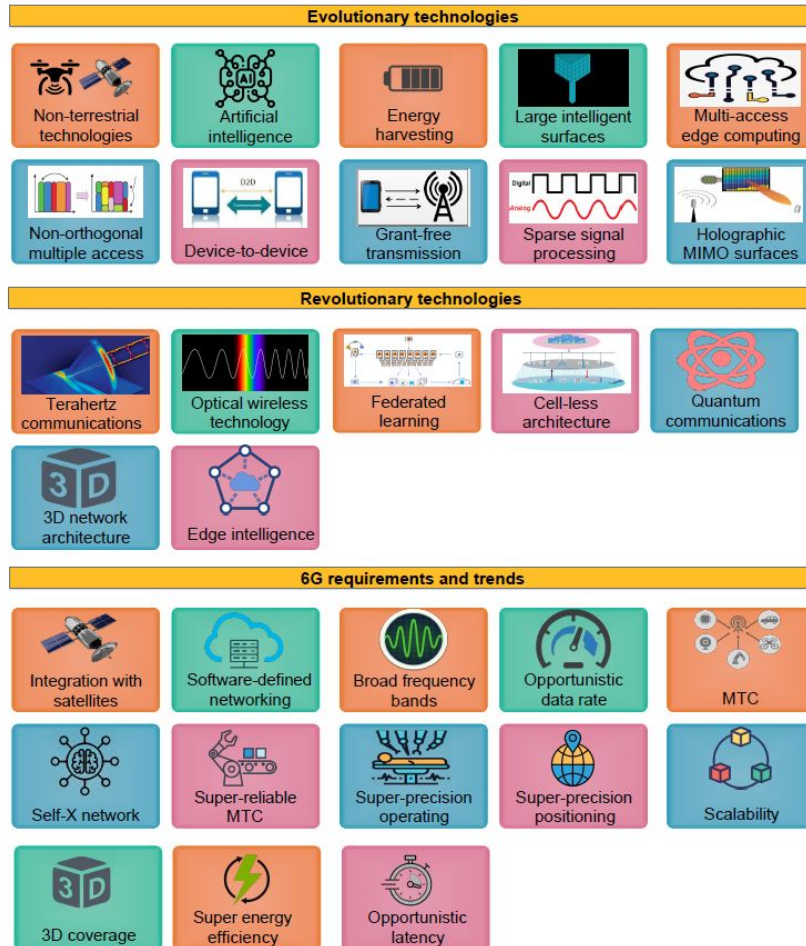 Evolutionary technologies
AI
Non-terrestrial
technologies
Artificial
intelligence
Energy
harvesting
Large intelligent
surfaces
Multi-access
edge computing
Non-orthogonal
multiple access
D2D
Device-to-device
Grant-free
transmission
Digital
Analog
Sparse signal
processing
Holographic
MIMO surfaces
Revolutionary technologies
Terahertz
communications
Optical wireless
technology
Federated
learning
Cell-less
architecture
Quantum
communications
3D
3D network
architecture
Edge intelligence
6G requirements and trends
Integration with
satellites
Software-defined
networking
Broad frequency
bands
Opportunistic
data rate
MTC
Self-X network
Super-reliable
MTC
Super-precision
operating
Super-precision
positioning
Scalability
3D
3D coverage
Super energy
efficiency
Opportunistic
latency